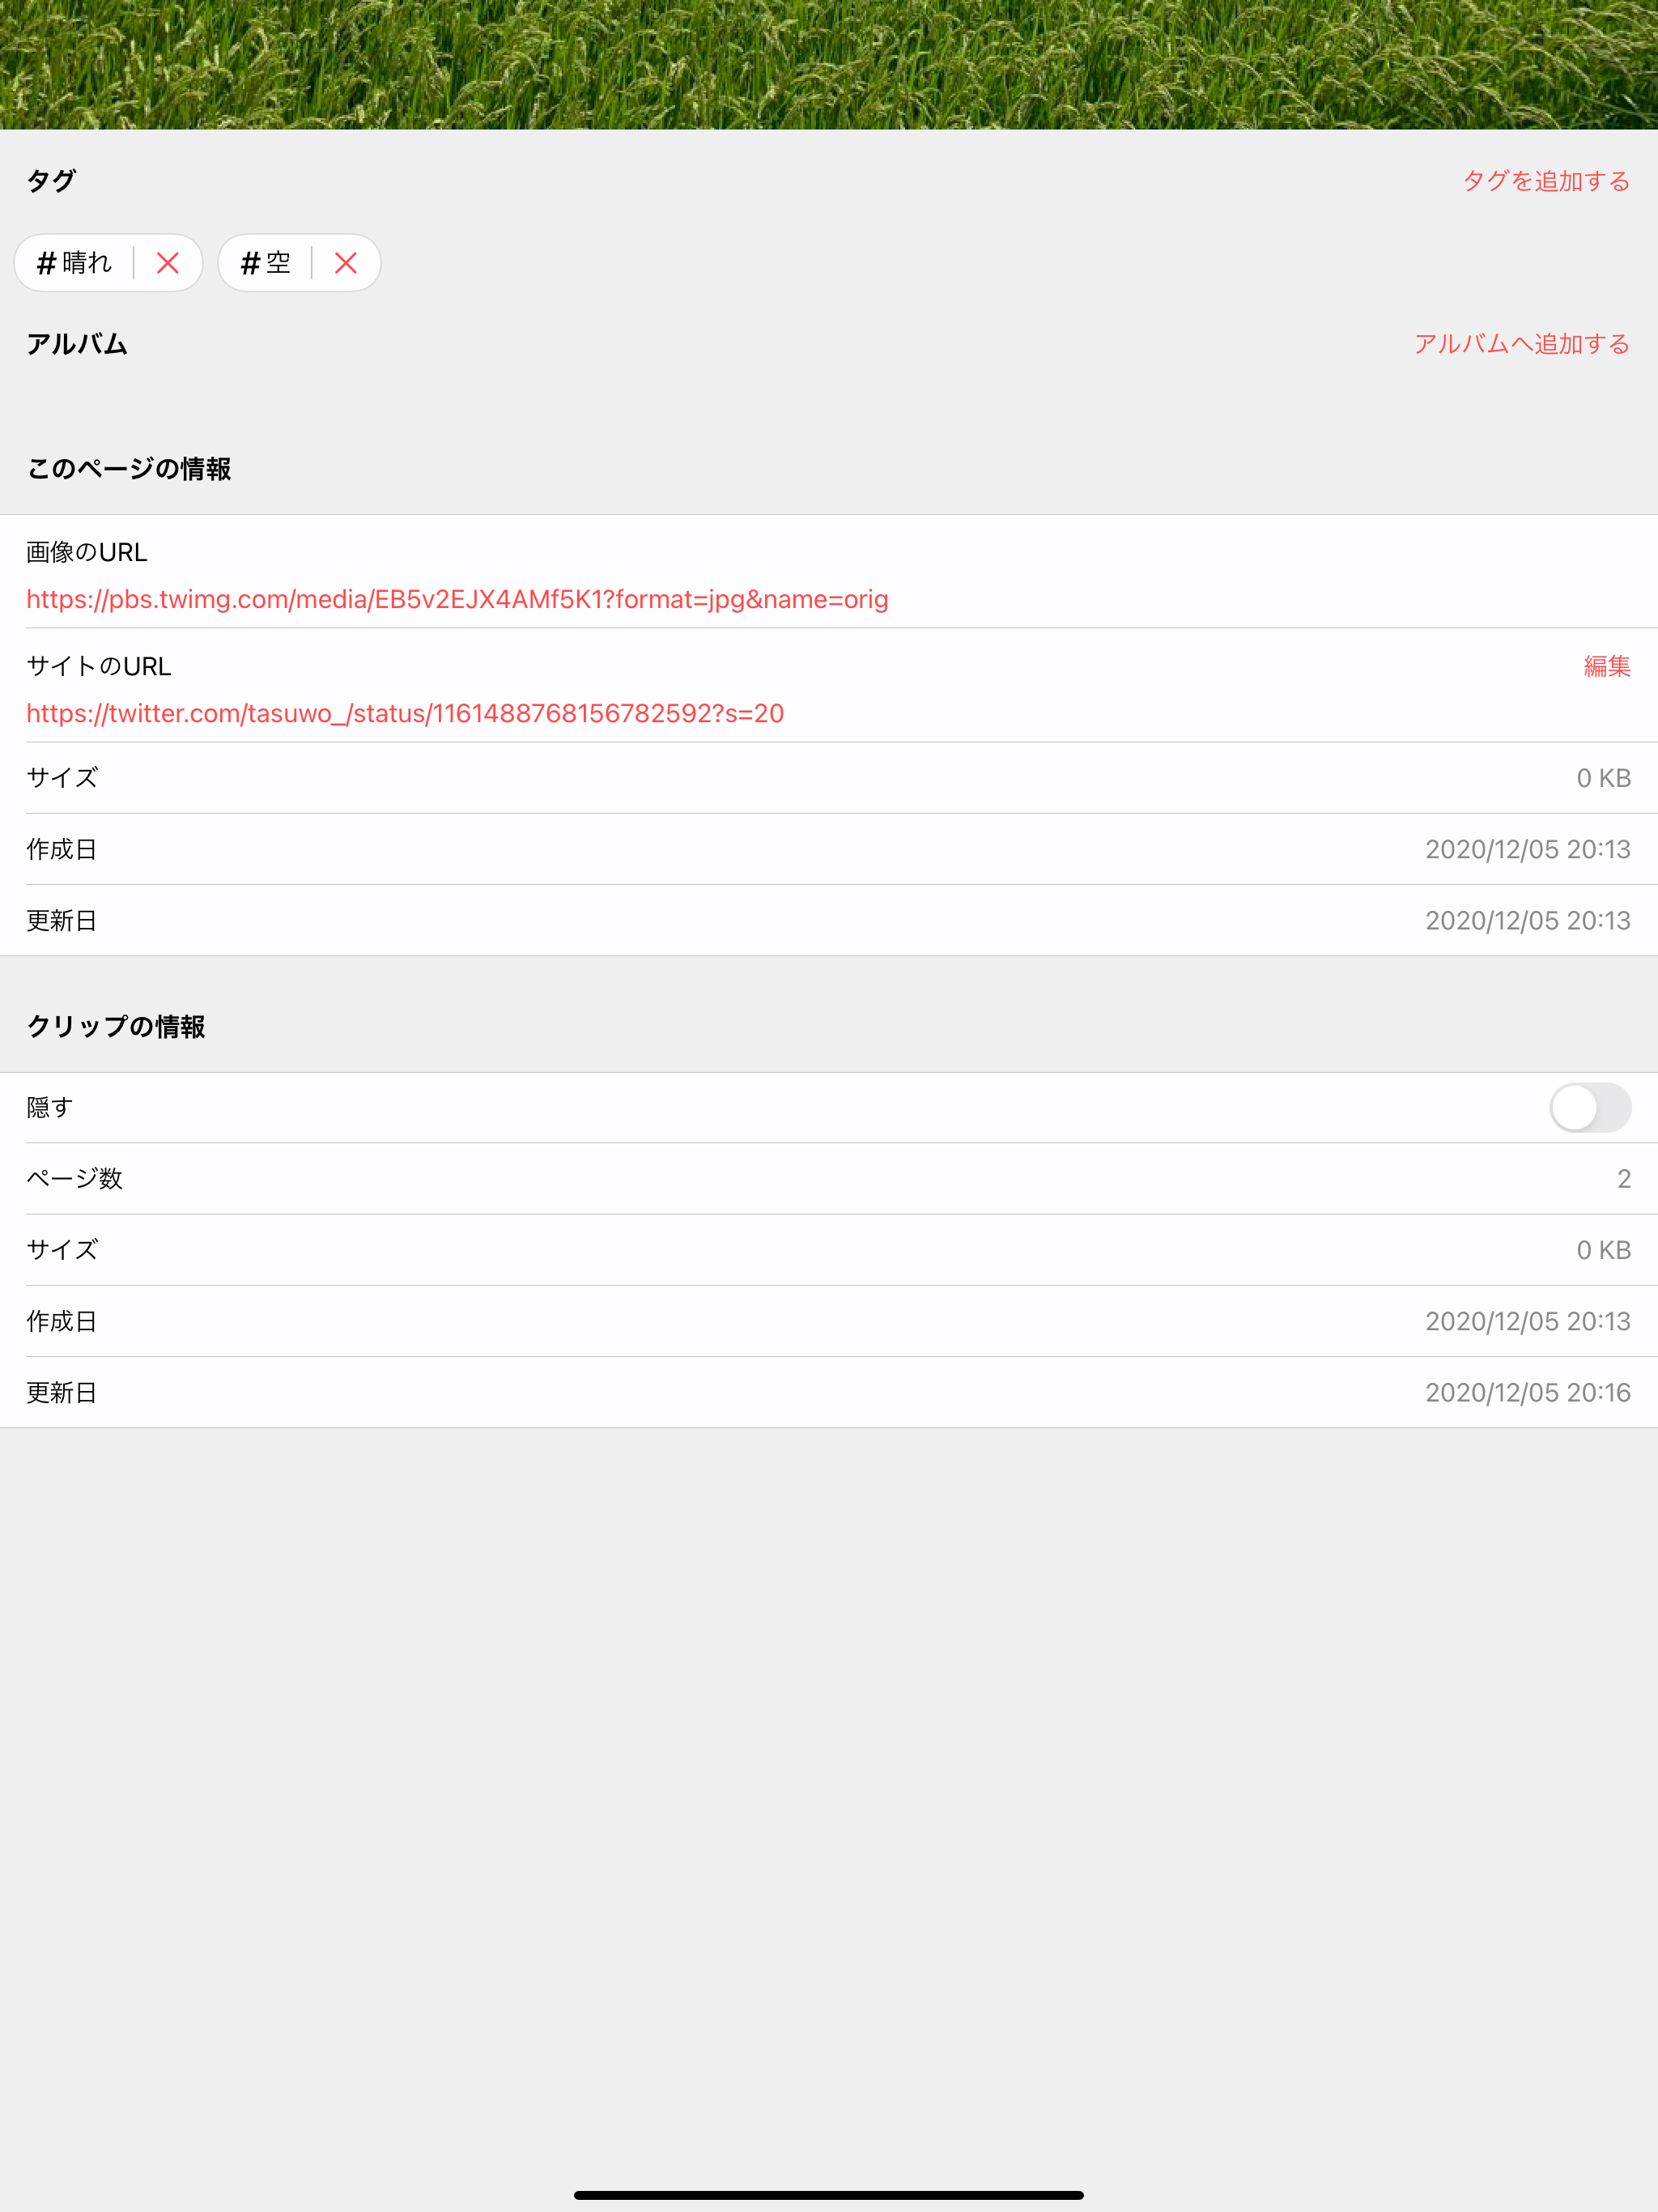 タグ タグを追加する
#晴れ #空
アルバム アルバムへ追加する
このページの情報
画像のURL
https://pbs.twimg.com/media/EB5v2EJX4AMf5K1?format=jpg&name=orig
サイトのURL 編集
https://twitter.com/tasuwo_/status/1161488768156782592?s=20
サイズ 0 KB
作成日 2020/12/05 20:13
更新日 2020/12/05 20:13
クリップの情報
隠す
ページ数 2
サイズ 0 KB
作成日 2020/12/05 20:13
更新日 2020/12/05 20:16